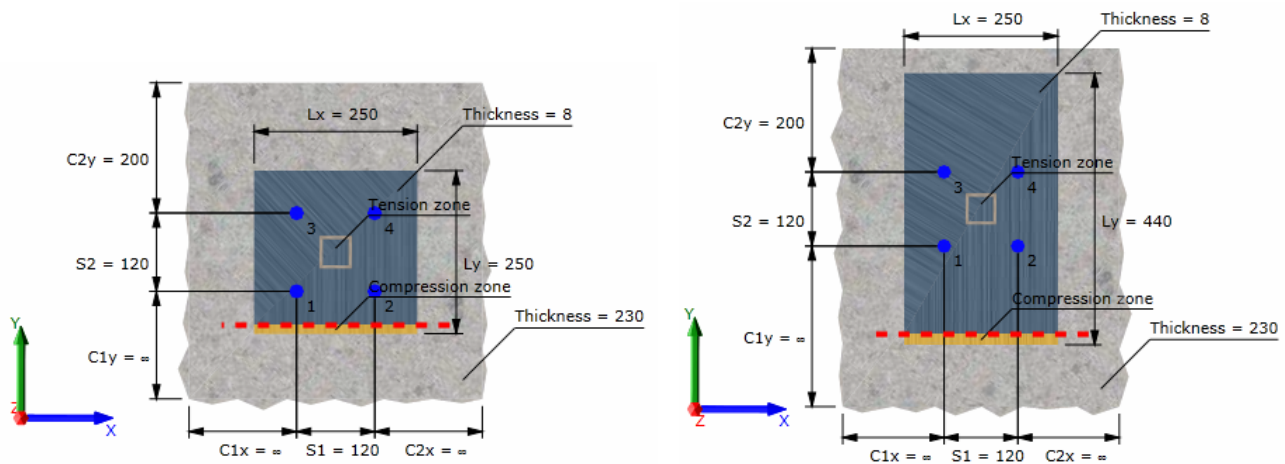 Lx = 250
Thickness = 8
C2y = 200
Tension zone
3
4
S2 = 120
Ly = 250
Compression zone
1
2
Thickness = 230
C1y = ∞
Y
Z
X
C1x = ∞
S1 = 120
C2x = ∞
Lx = 250
Thickness = 8
C2y = 200
Tension zone
3
4
S2 = 120
Ly = 440
1
2
Compression zone
Thickness = 230
C1y = ∞
Y
Z
X
C1x = ∞
S1 = 120
C2x = ∞